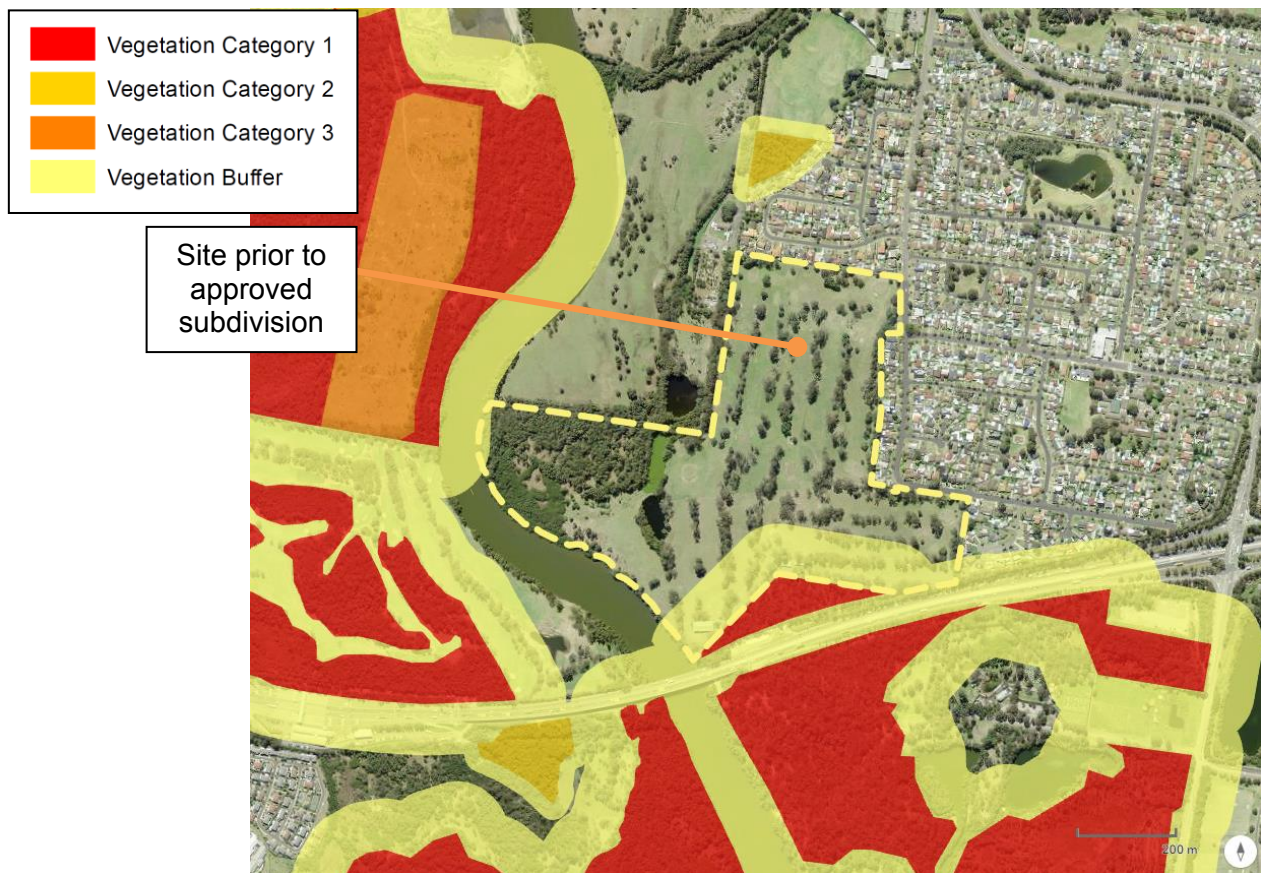 Vegetation Category 1
Vegetation Category 2
Vegetation Category 3
Vegetation Buffer
Site prior to
approved
subdivision
200 m